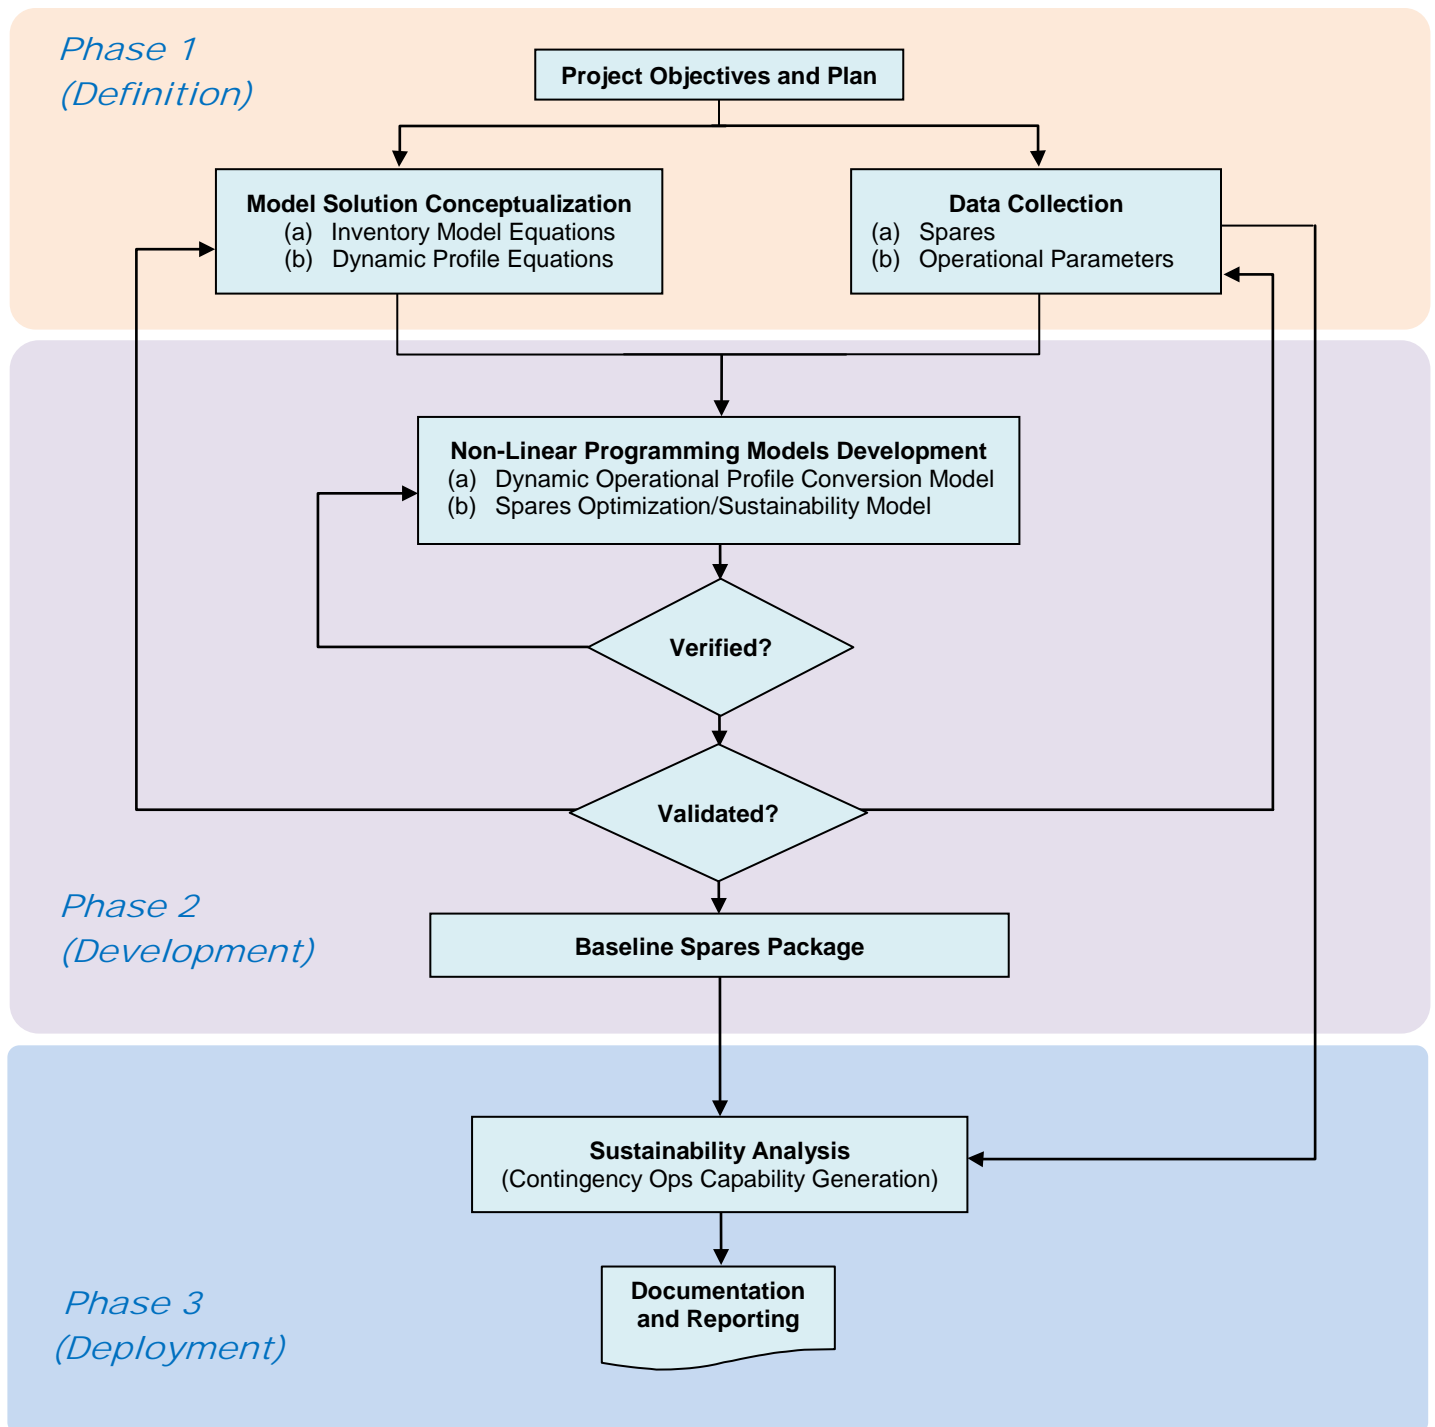 Phase 1
(Definition)
Project Objectives and Plan
Model Solution Conceptualization
(a) Inventory Model Equations
(b) Dynamic Profile Equations
Data Collection
(a) Spares
(b) Operational Parameters
Non-Linear Programming Models Development
(a) Dynamic Operational Profile Conversion Model
(b) Spares Optimization/Sustainability Model
Verified?
Validated?
Phase 2
(Development)
Baseline Spares Package
Sustainability Analysis
(Contingency Ops Capability Generation)
Documentation
and Reporting
Phase 3
(Deployment)